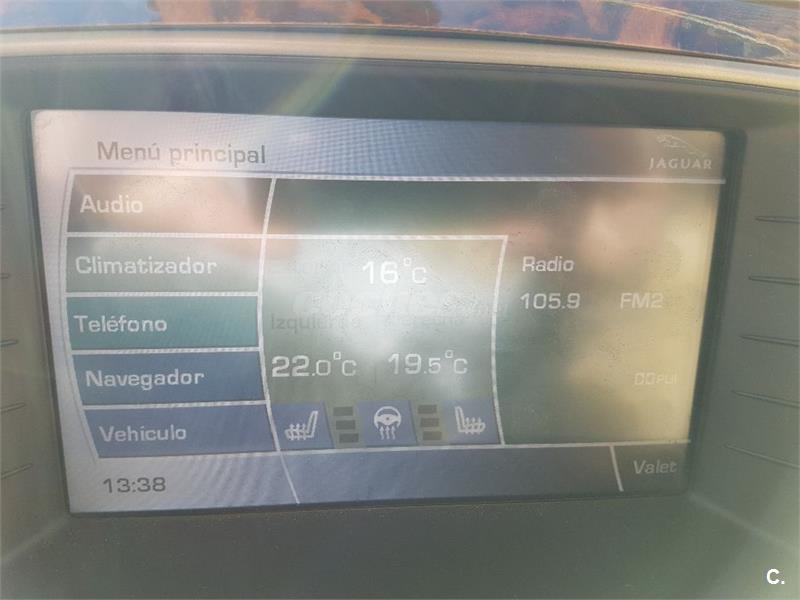 Menú principal
JAGUAR
Audio
Climatizador
16°C
Radio
105.9 FM2
Teléfono
22.0°C 19.5°C
Navegador
Vehículo
13:38
Valet
C.